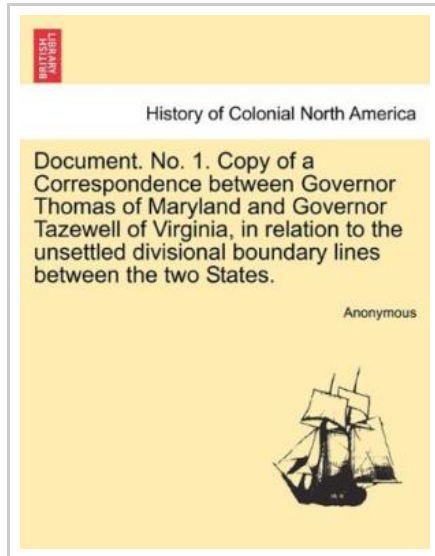 BRITISH
LIBRARY
History of Colonial North America
Document. No. 1. Copy of a
Correspondence between Governor
Thomas of Maryland and Governor
Tazewell of Virginia, in relation to the
unsettled divisional boundary lines
between the two States.
Anonymous